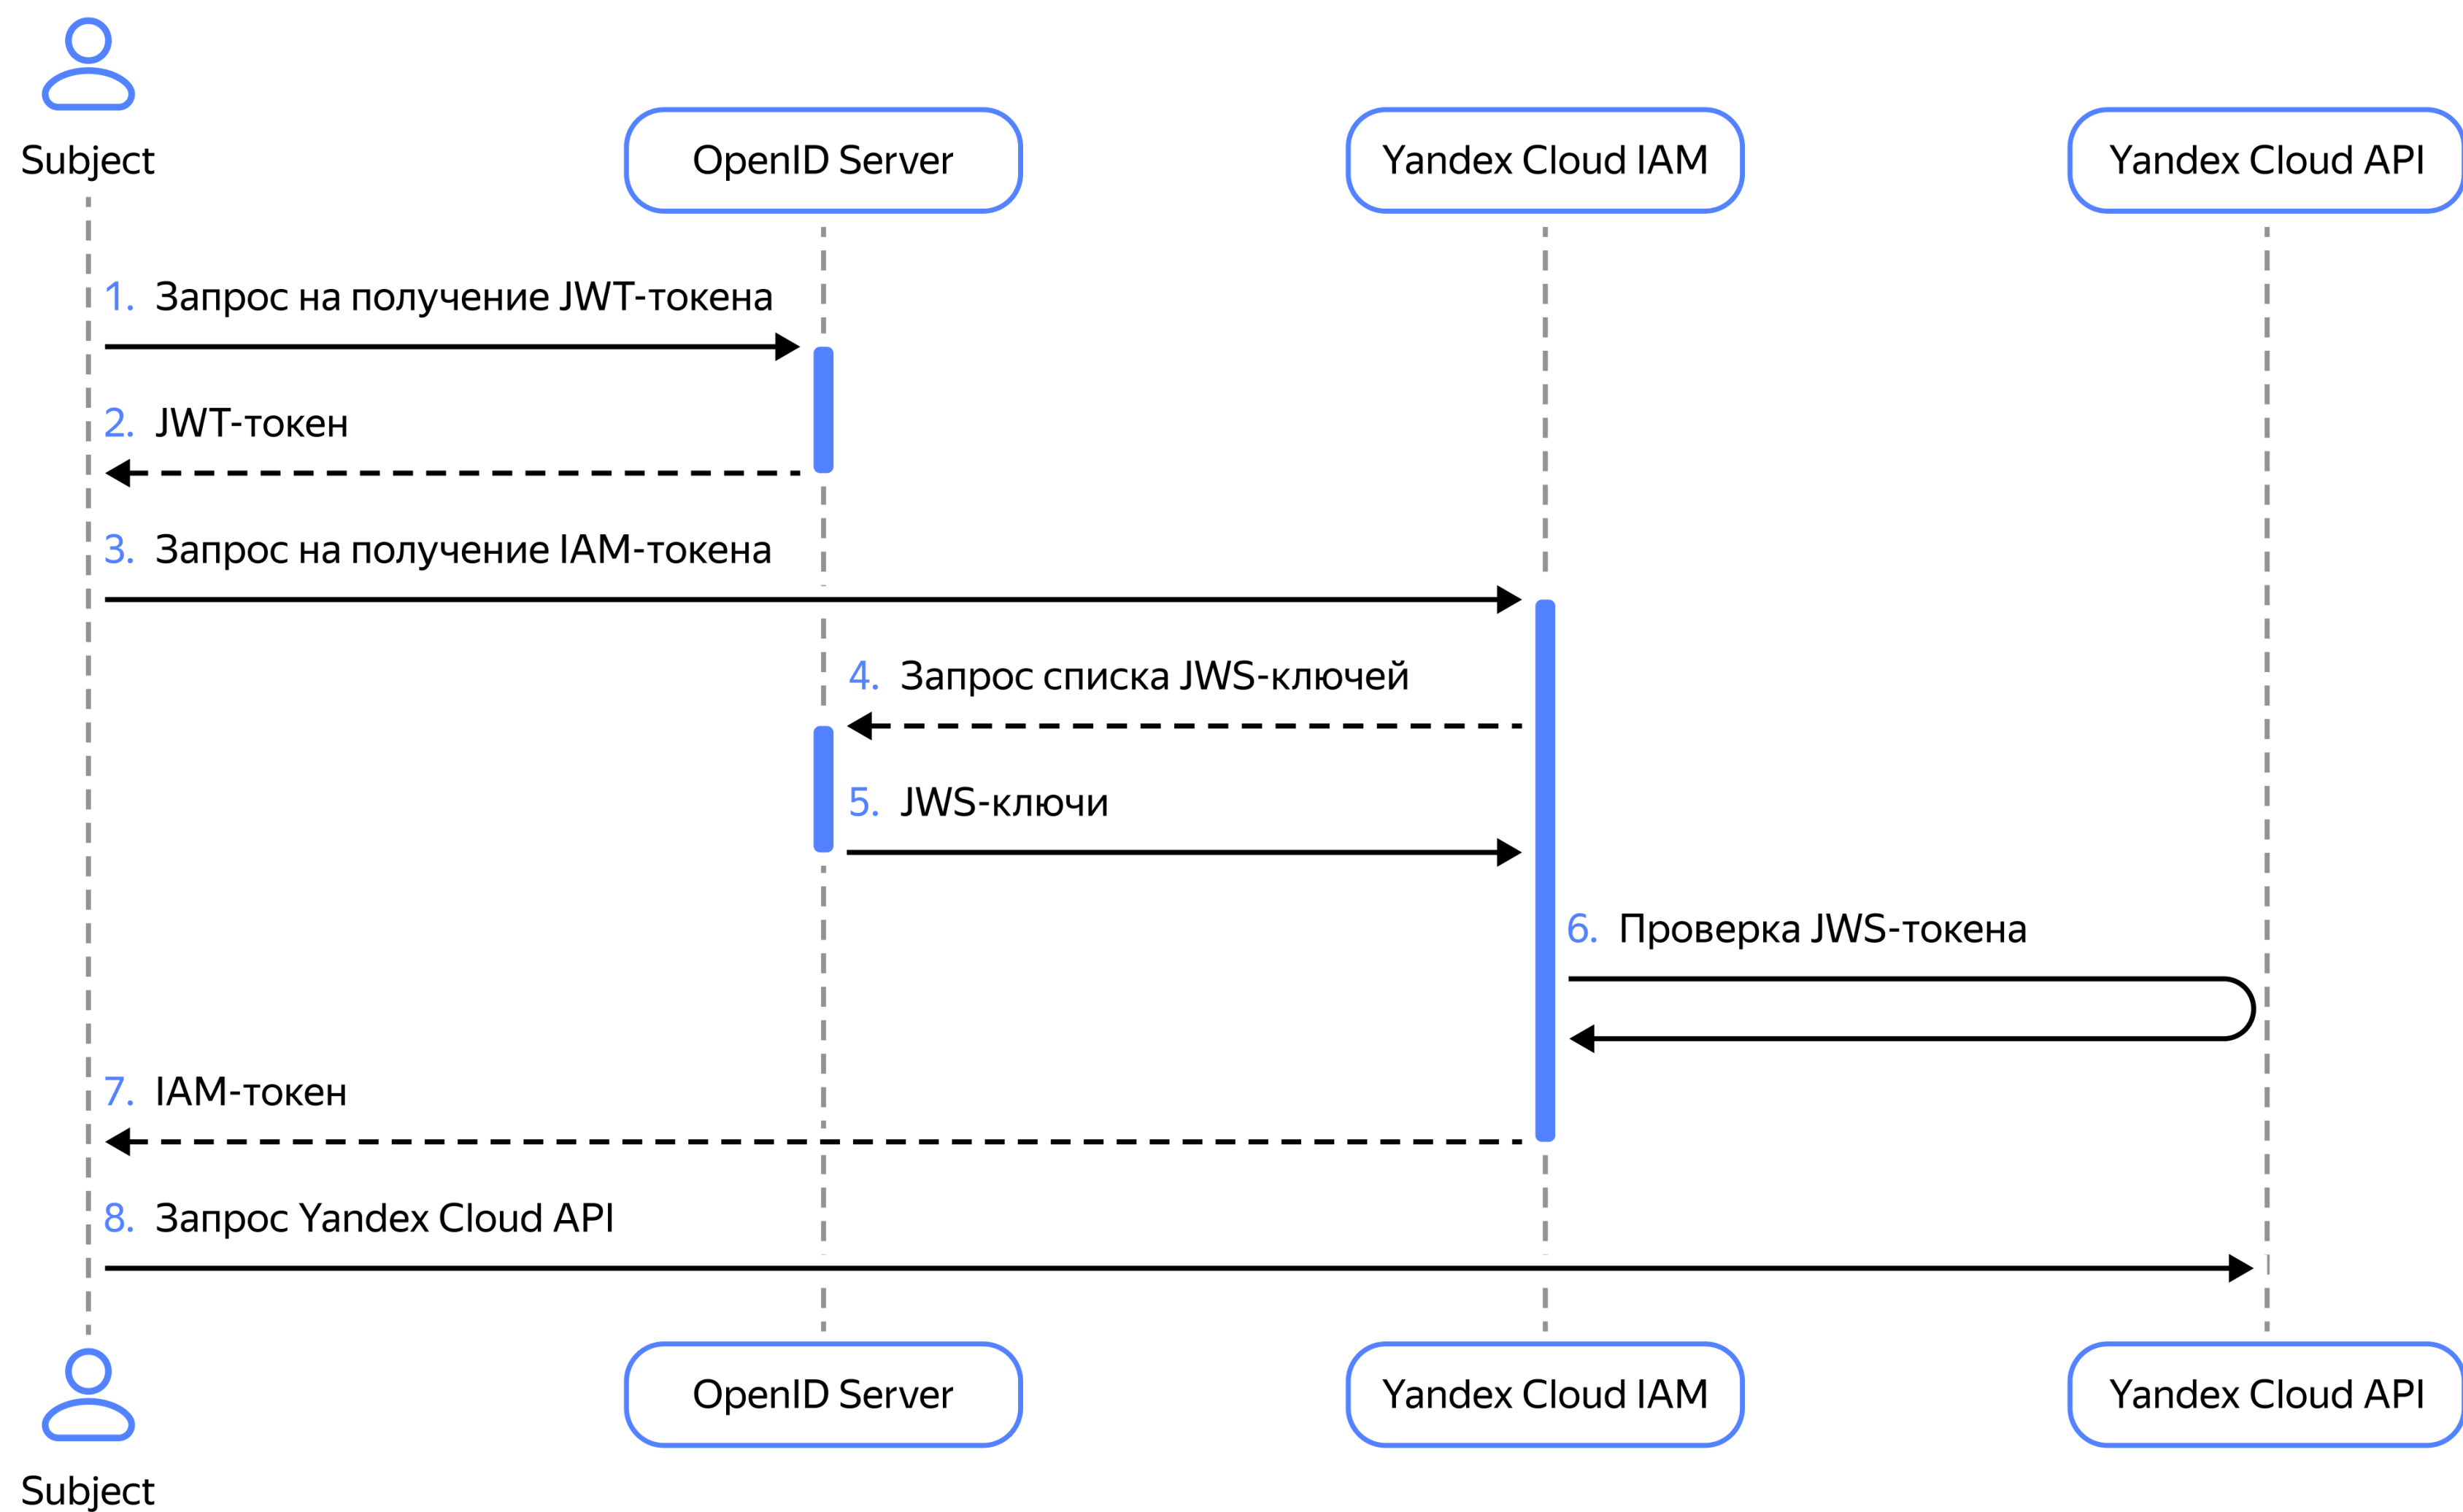 Subject
OpenID Server
Yandex Cloud IAM
Yandex Cloud API
1. Запрос на получение JWT-токена
2. JWT-токен
3. Запрос на получение IAM-токена
4. Запрос списка JWS-ключей
5. JWS-ключи
6. Проверка JWS-токена
7. IAM-токен
8. Запрос Yandex Cloud API
OpenID Server
Yandex Cloud IAM
Yandex Cloud API
Subject